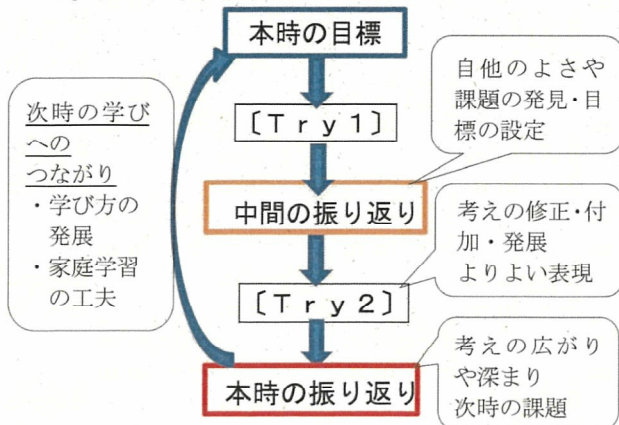 本時の目標
〔Ｔｒｙ１〕
中間の振り返り
〔Ｔｒｙ２〕
本時の振り返り
自他のよさや
課題の発見・目
標の設定
考えの修正・付
加・発展
よりよい表現
考えの広がり
や深まり
次時の課題
次時の学び
への
つながり
・学び方の
発展
・家庭学習
の工夫